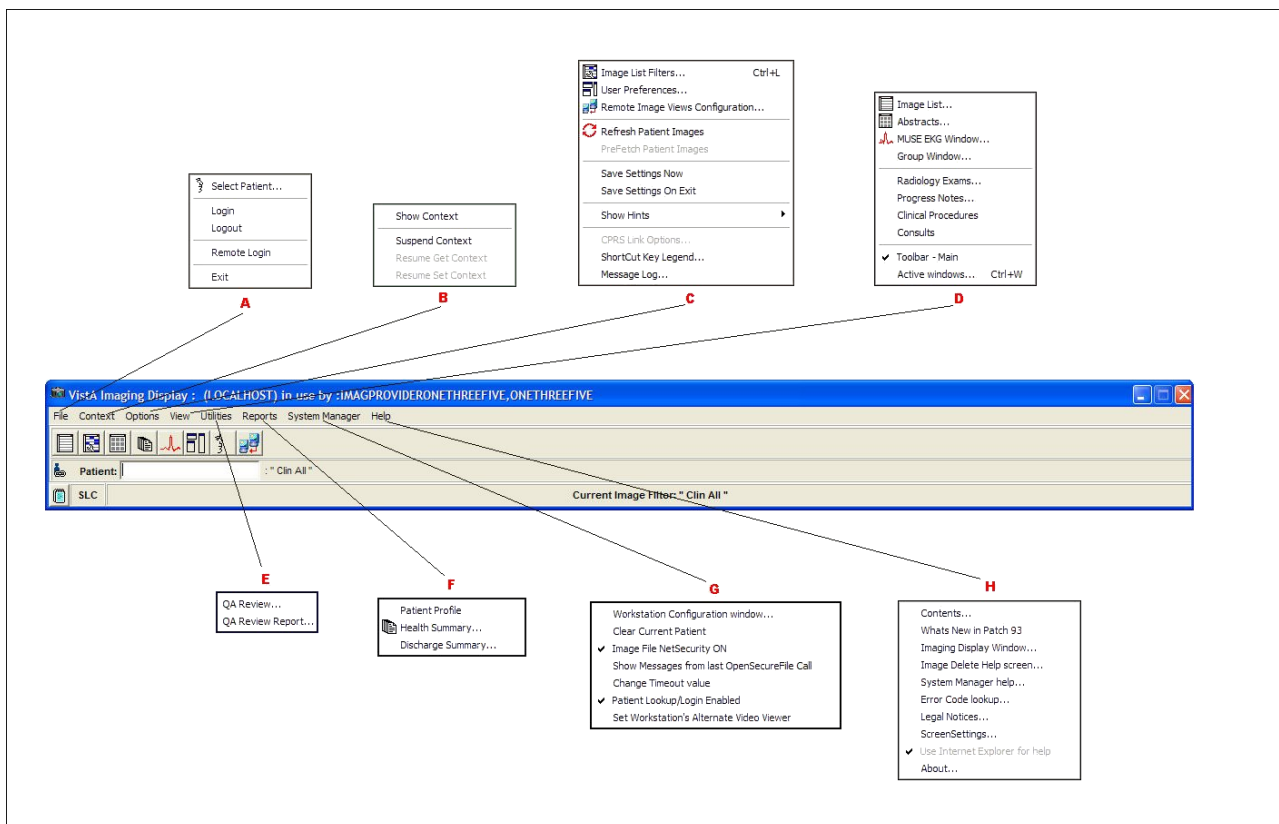 Select Patient...
Login
Logout
Remote Login
Exit
A
Show Context
Suspend Context
Resume Get Context
Resume Set Context
B
Image List Filters... Ctrl+L
User Preferences...
Remote Image Views Configuration...
Refresh Patient Images
PreFetch Patient Images
Save Settings Now
Save Settings On Exit
Show Hints
CPRS Link Options...
ShortCut Key Legend...
Message Log...
C
Image List...
Abstracts...
MUSE EKG Window...
Group Window...
Radiology Exams...
Progress Notes...
Clinical Procedures
Consults
Toolbar - Main
Active windows... Ctrl+W
D
VistA Imaging Display : (LOCALHOST) in use by :IMAGPROVIDERONETHREEFIVE,ONETHREEFIVE
File Context Options View Utilities Reports System Manager Help
Patient: : " Clin All "
SLC Current Image Filter: " Clin All "
E
QA Review...
QA Review Report...
F
Patient Profile
Health Summary...
Discharge Summary...
G
Workstation Configuration window...
Clear Current Patient
Image File NetSecurity ON
Show Messages from last OpenSecureFile Call
Change Timeout value
Patient Lookup/Login Enabled
Set Workstation's Alternate Video Viewer
H
Contents...
Whats New in Patch 93
Imaging Display Window...
Image Delete Help screen...
System Manager help...
Error Code lookup...
Legal Notices...
ScreenSettings...
Use Internet Explorer for help
About...